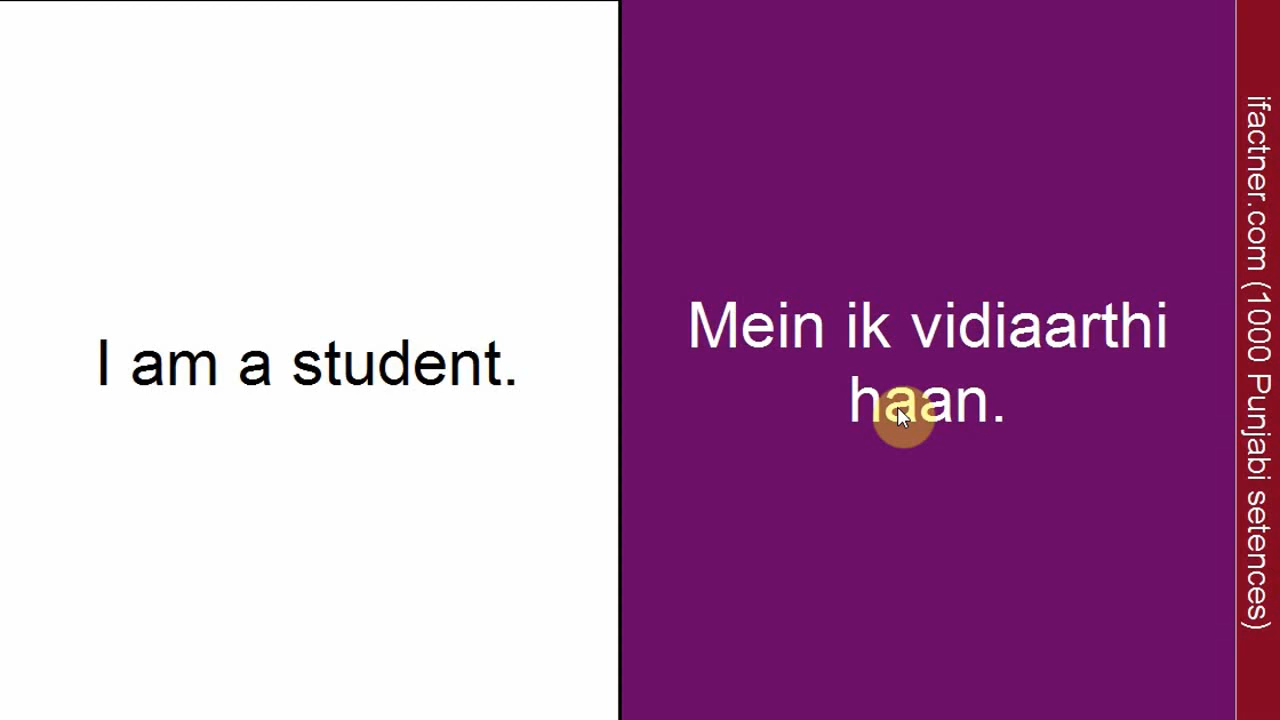 I am a student.
Mein ik vidiaarthi
haan.
ifactner.com (1000 Punjabi setences)